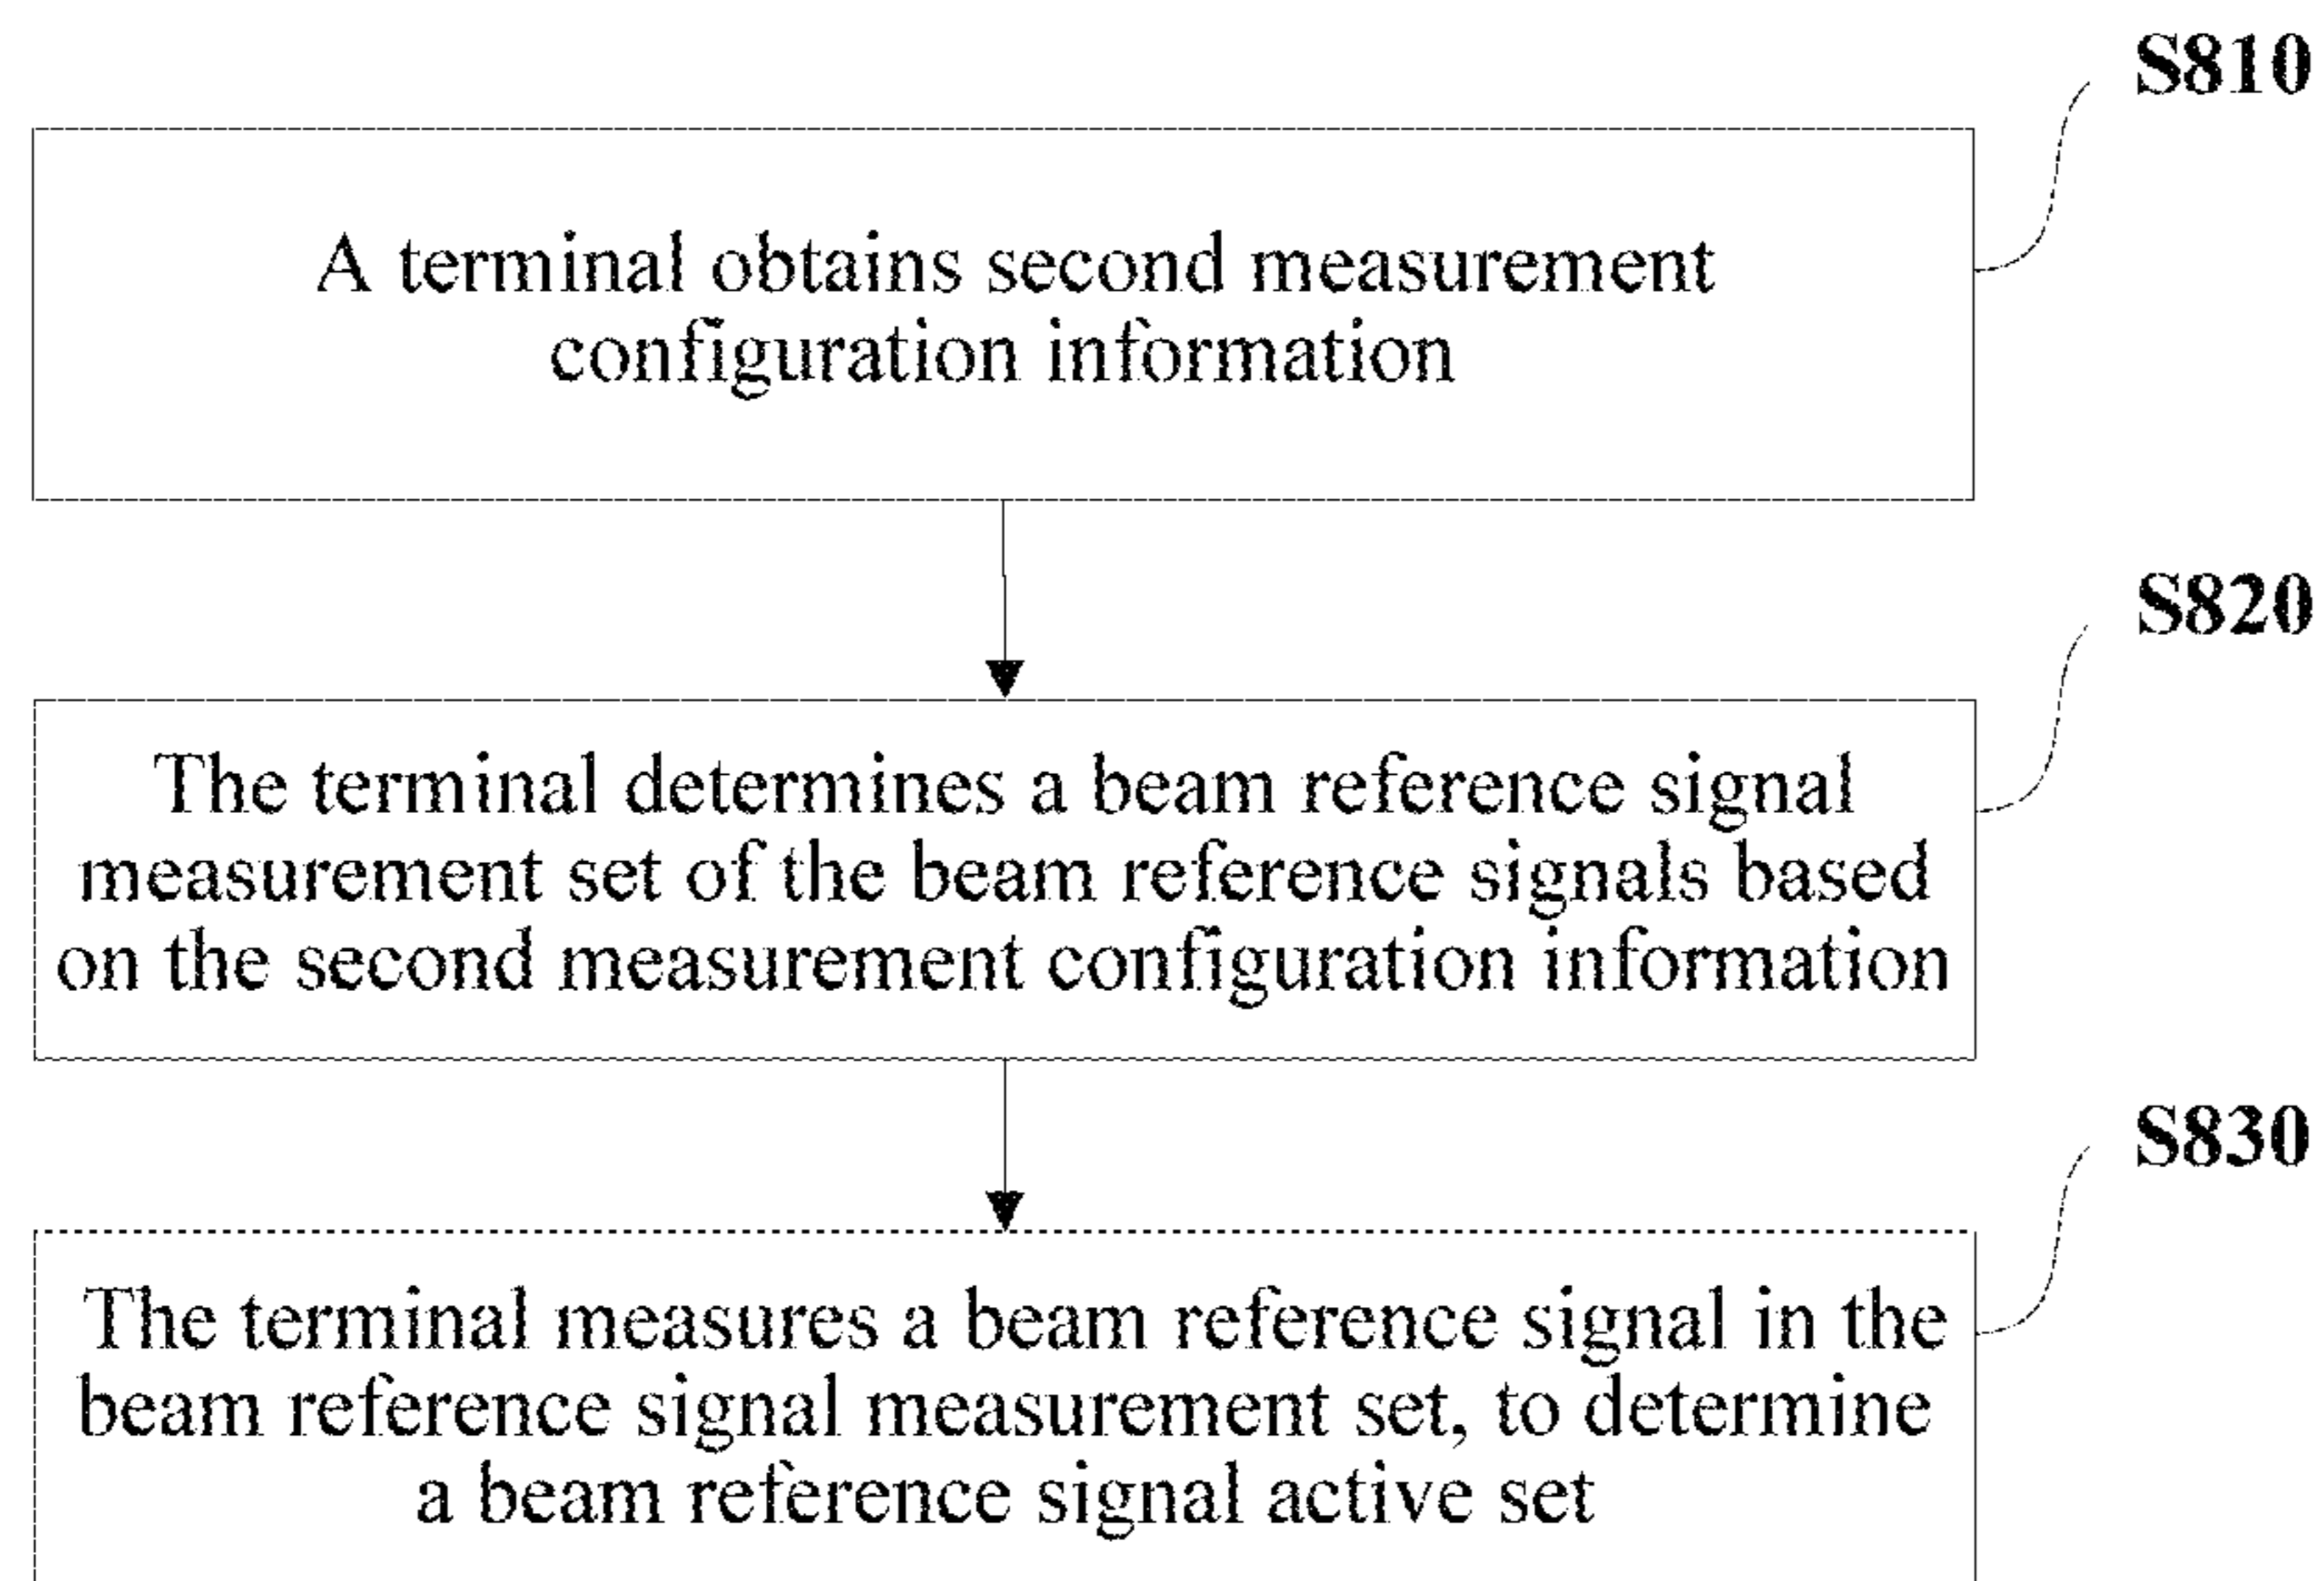 S810
A terminal obtains second measurement
configuration information
S820
The terminal determines a beam reference signal
measurement set of the beam reference signals based
on the second measurement configuration information
S830
The terminal measures a beam reference signal in the
beam reference signal measurement set, to determine
a beam reference signal active set